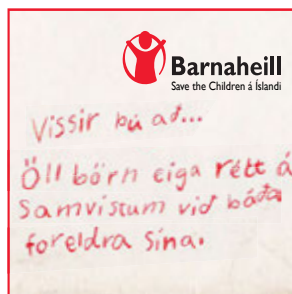 Barnaheill
Save the Children á Íslandi
Vissir þú að...
Öll börn eiga rétt á
samvistum við báða
foreldra sína.